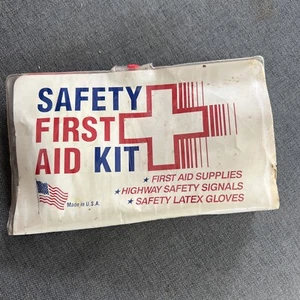 SAFETY
FIRST
AID KIT
★ FIRST AID SUPPLIES
★ HIGHWAY SAFETY SIGNALS
★ SAFETY LATEX GLOVES
Made in U.S.A.